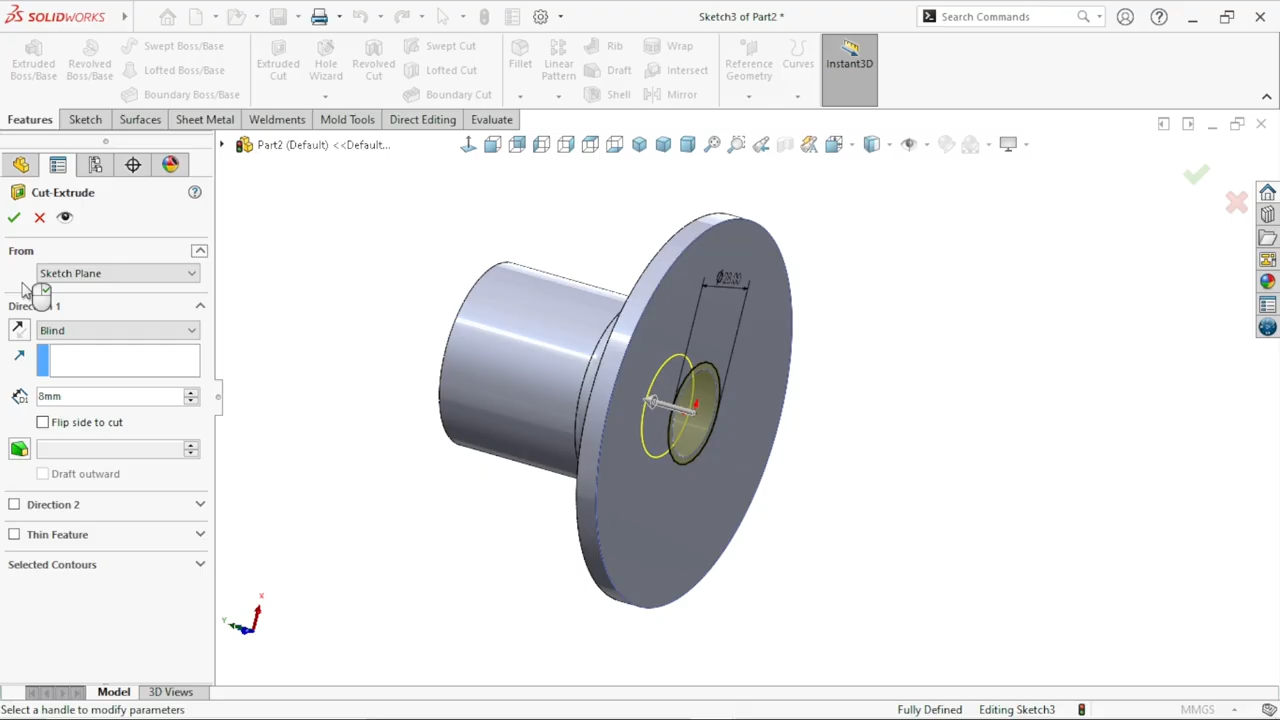 SOLIDWORKS
Sketch3 of Part2 *
Search Commands
Extruded Boss/Base
Revolved Boss/Base
Swept Boss/Base
Lofted Boss/Base
Boundary Boss/Base
Extruded Cut
Hole Wizard
Revolved Cut
Swept Cut
Lofted Cut
Boundary Cut
Fillet
Linear Pattern
Rib
Draft
Shell
Wrap
Intersect
Mirror
Reference Geometry
Curves
Instant3D
Features
Sketch
Surfaces
Sheet Metal
Weldments
Mold Tools
Direct Editing
Evaluate
Part2 (Default) <<Default...
Cut-Extrude
From
Sketch Plane
Blind
8mm
Flip side to cut
Draft outward
Direction 2
Thin Feature
Selected Contours
X
Y
Model
3D Views
Select a handle to modify parameters
Fully Defined
Editing Sketch3
MMGS